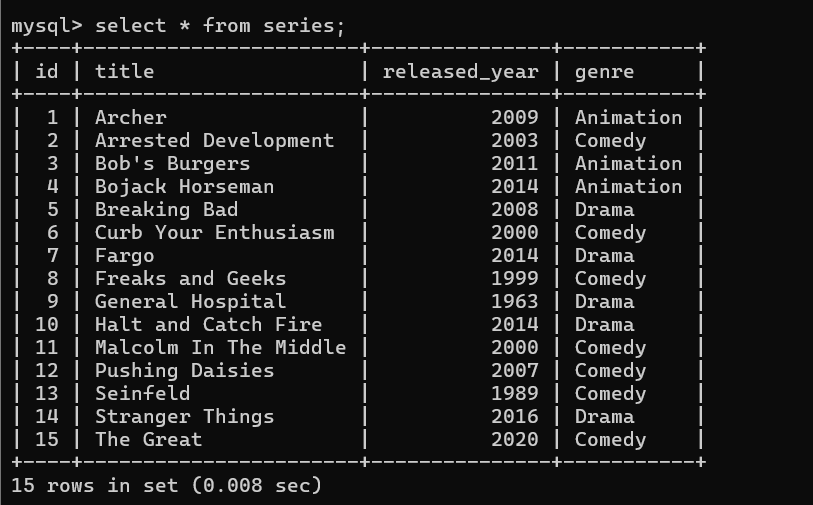 mysql> select * from series;
+----+-----------------------+---------------+-----------+
| id | title                 | released_year | genre     |
+----+-----------------------+---------------+-----------+
|  1 | Archer                |          2009 | Animation |
|  2 | Arrested Development  |          2003 | Comedy    |
|  3 | Bob's Burgers         |          2011 | Animation |
|  4 | Bojack Horseman       |          2014 | Animation |
|  5 | Breaking Bad          |          2008 | Drama     |
|  6 | Curb Your Enthusiasm  |          2000 | Comedy    |
|  7 | Fargo                 |          2014 | Drama     |
|  8 | Freaks and Geeks      |          1999 | Comedy    |
|  9 | General Hospital      |          1963 | Drama     |
| 10 | Halt and Catch Fire   |          2014 | Drama     |
| 11 | Malcolm In The Middle |          2000 | Comedy    |
| 12 | Pushing Daisies       |          2007 | Comedy    |
| 13 | Seinfeld              |          1989 | Comedy    |
| 14 | Stranger Things       |          2016 | Drama     |
| 15 | The Great             |          2020 | Comedy    |
+----+-----------------------+---------------+-----------+
15 rows in set (0.008 sec)